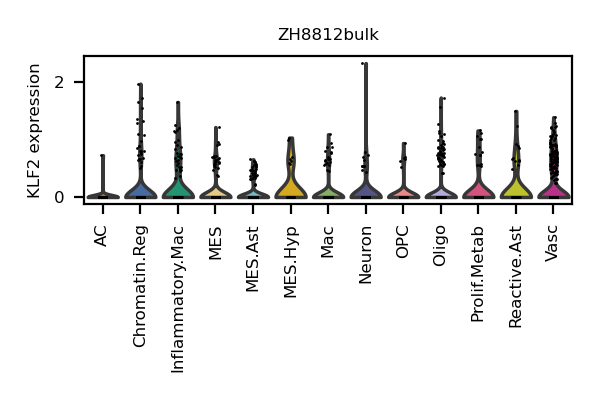 ZH8812bulk
KLF2 expression
2
0
AC
Chromatin.Reg
Inflammatory.Mac
MES
MES.Ast
MES.Hyp
Mac
Neuron
OPC
Oligo
Prolif.Metab
Reactive.Ast
Vasc